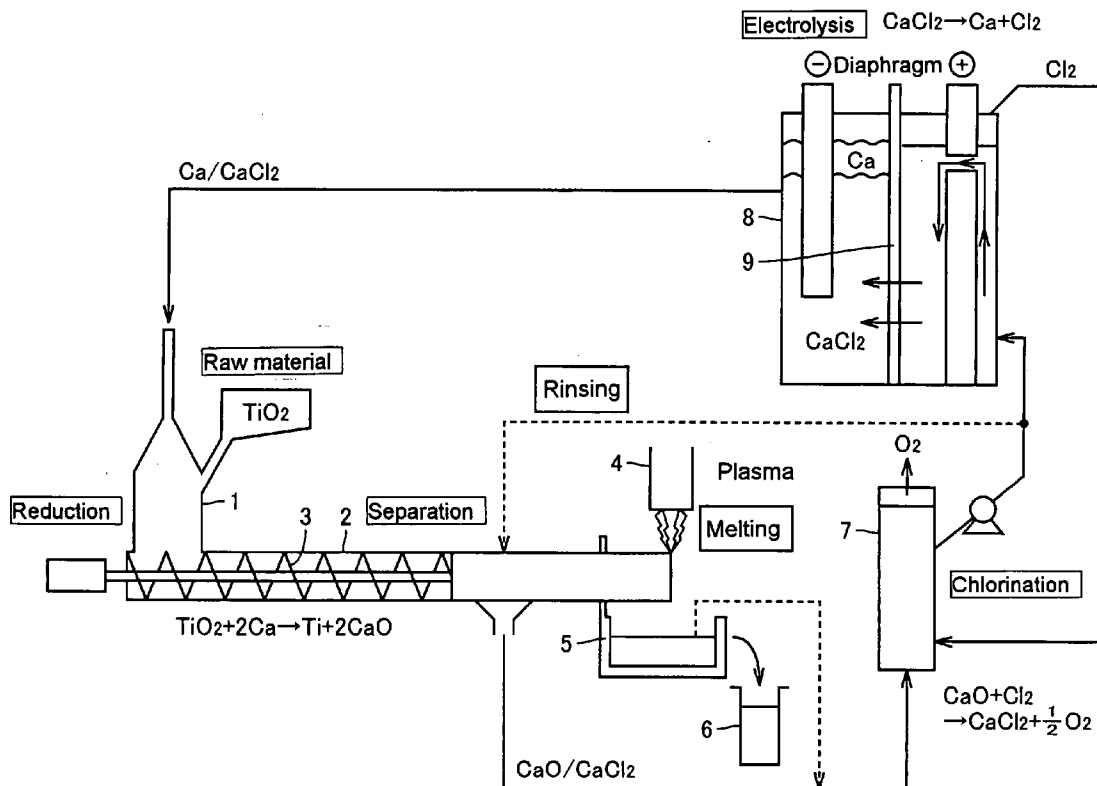 Electrolysis CaCl₂→Ca+Cl₂
⊖ Diaphragm ⊕
Cl₂
Ca/CaCl₂
Ca
8
9
CaCl₂
Raw material
TiO₂
Rinsing
O₂
4
Plasma
Reduction
1
Separation
3
2
Melting
7
Chlorination
TiO₂+2Ca→Ti+2CaO
5
6
CaO+Cl₂
→CaCl₂+½O₂
CaO/CaCl₂